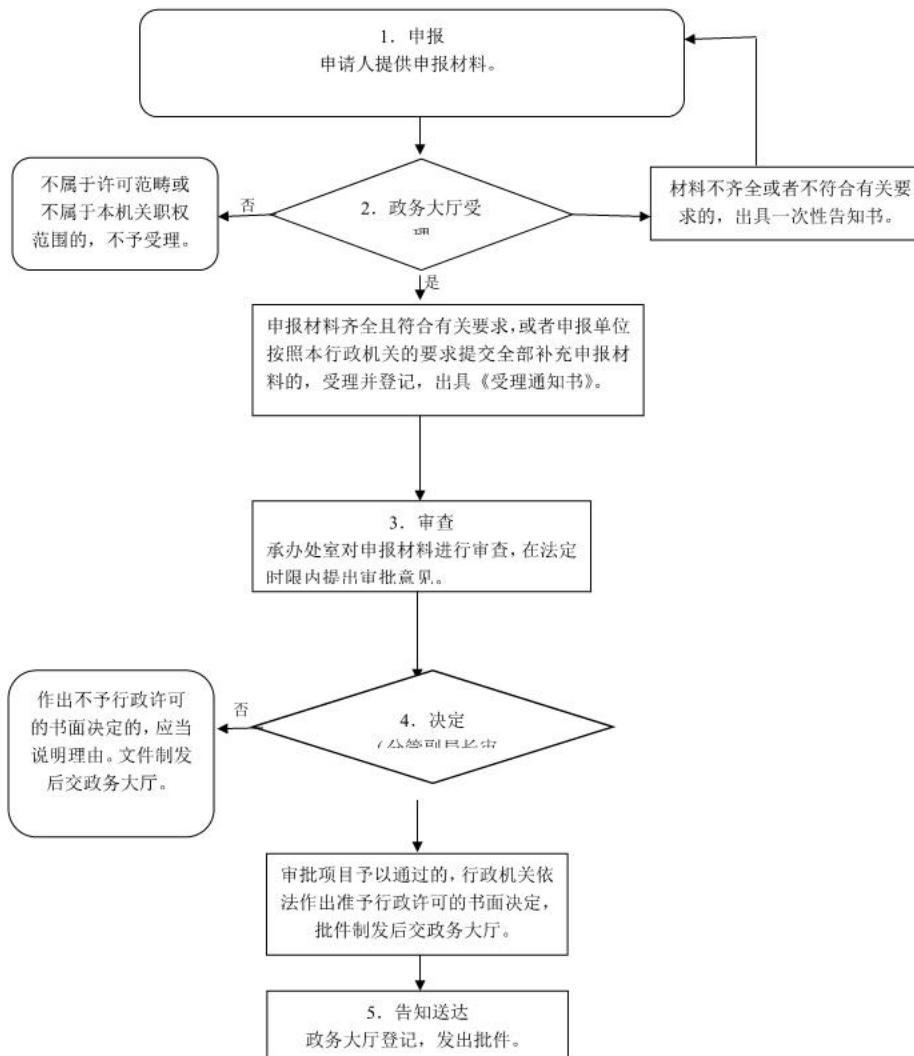 1. 申报
申请人提供申报材料。
不属于许可范畴或
不属于本机关职权
范围的，不予受理。
否
2. 政务大厅受
材料不齐全或者不符合有关要
求的，出具一次性告知书。
是
申报材料齐全且符合有关要求，或者申报单位
按照本行政机关的要求提交全部补充申报材
料的，受理并登记，出具《受理通知书》。
3. 审查
承办处室对申报材料进行审查，在法定
时限内提出审批意见。
作出不予行政许可
的书面决定的，应当
说明理由。文件制发
后交政务大厅。
否
4. 决定
（分管副局长审
审批项目予以通过的，行政机关依
法作出准予行政许可的书面决定，
批件制发后交政务大厅。
5. 告知送达
政务大厅登记，发出批件。